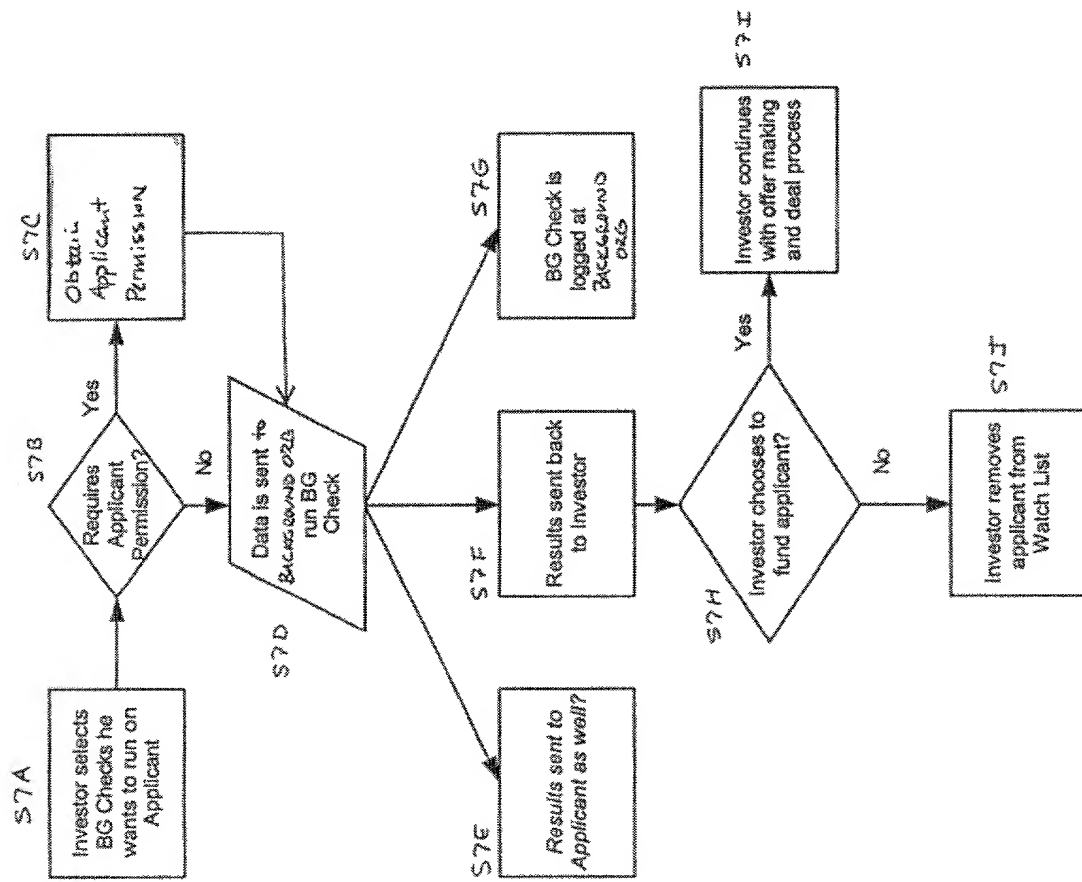 S7A
Investor selects
BG Checks he
wants to run on
Applicant
S7B
Requires
Applicant
Permission?
Yes
No
S7C
Obtain
Applicant
Permission
S7D
Data is sent to
BACKGROUND ORG
run BG
Check
S7E
Results sent to
Applicant as well?
S7F
Results sent back
to Investor
S7G
BG Check is
logged at
BACKGROUND
ORG
S7H
Investor chooses to
fund applicant?
Yes
No
S7I
Investor continues
with offer making
and deal process
S7J
Investor removes
applicant from
Watch List